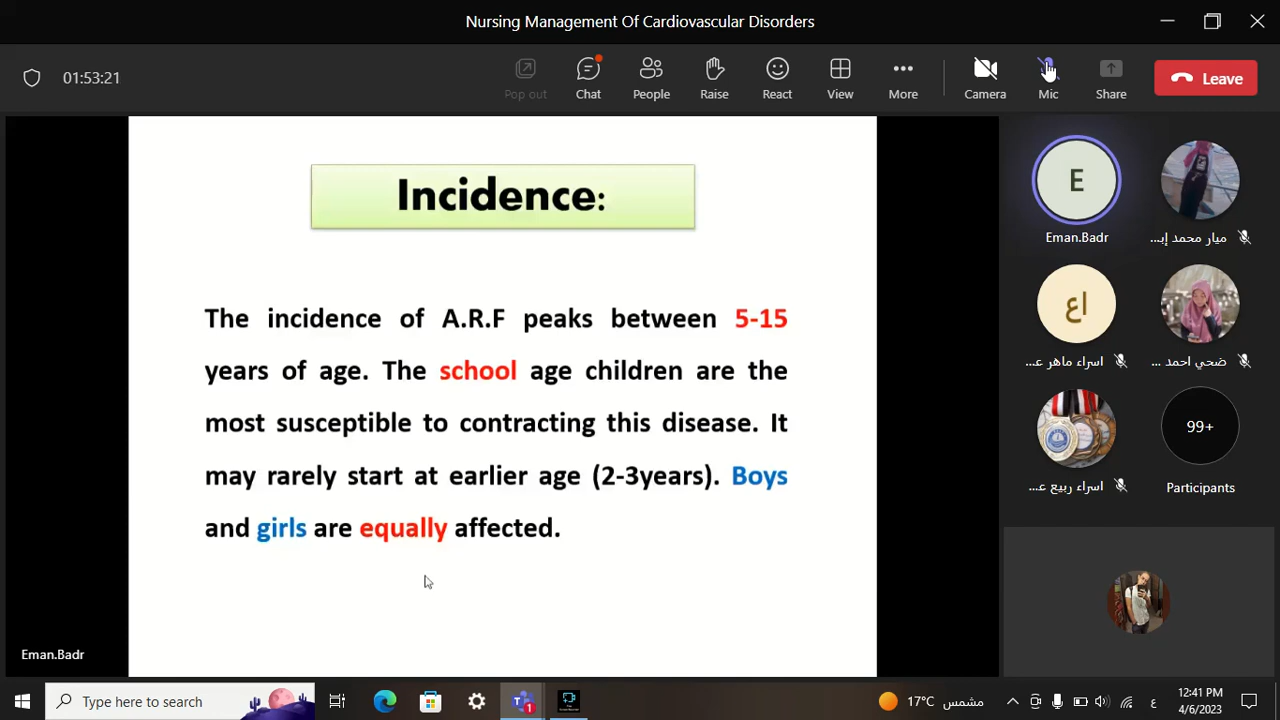 Nursing Management Of Cardiovascular Disorders
01:53:21
Pop out
Chat
People
Raise
React
View
More
Camera
Mic
Share
Leave
Incidence:
The incidence of A.R.F peaks between 5-15
years of age. The school age children are the
most susceptible to contracting this disease. It
may rarely start at earlier age (2-3years). Boys
and girls are equally affected.
Eman.Badr
E
Eman.Badr
ميار محمد إب...
اع
اسراء ماهر ع...
ضحي احمد ...
اسراء ربيع ع...
99+
Participants
Type here to search
1
17°C مشمس
ع
12:41 PM
4/6/2023